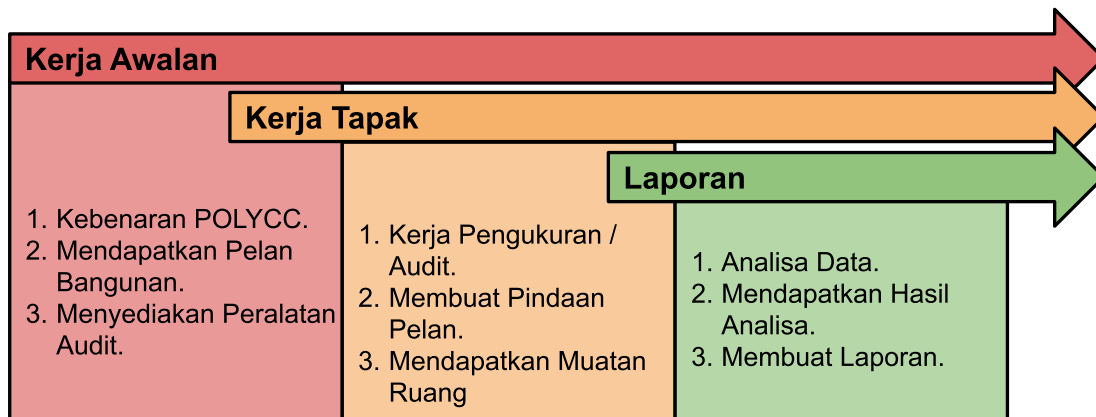 Kerja Awalan
Kerja Tapak
Laporan
1. Kebenaran POLYCC.
2. Mendapatkan Pelan
Bangunan.
3. Menyediakan Peralatan
Audit.
1. Kerja Pengukuran /
Audit.
2. Membuat Pindaan
Pelan.
3. Mendapatkan Muatan
Ruang
1. Analisa Data.
2. Mendapatkan Hasil
Analisa.
3. Membuat Laporan.